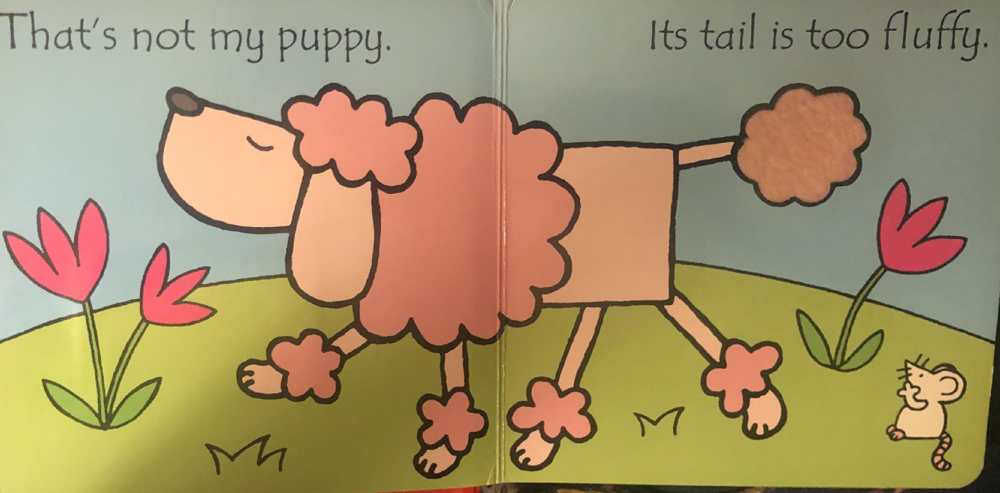 That's not my puppy.
Its tail is too fluffy.